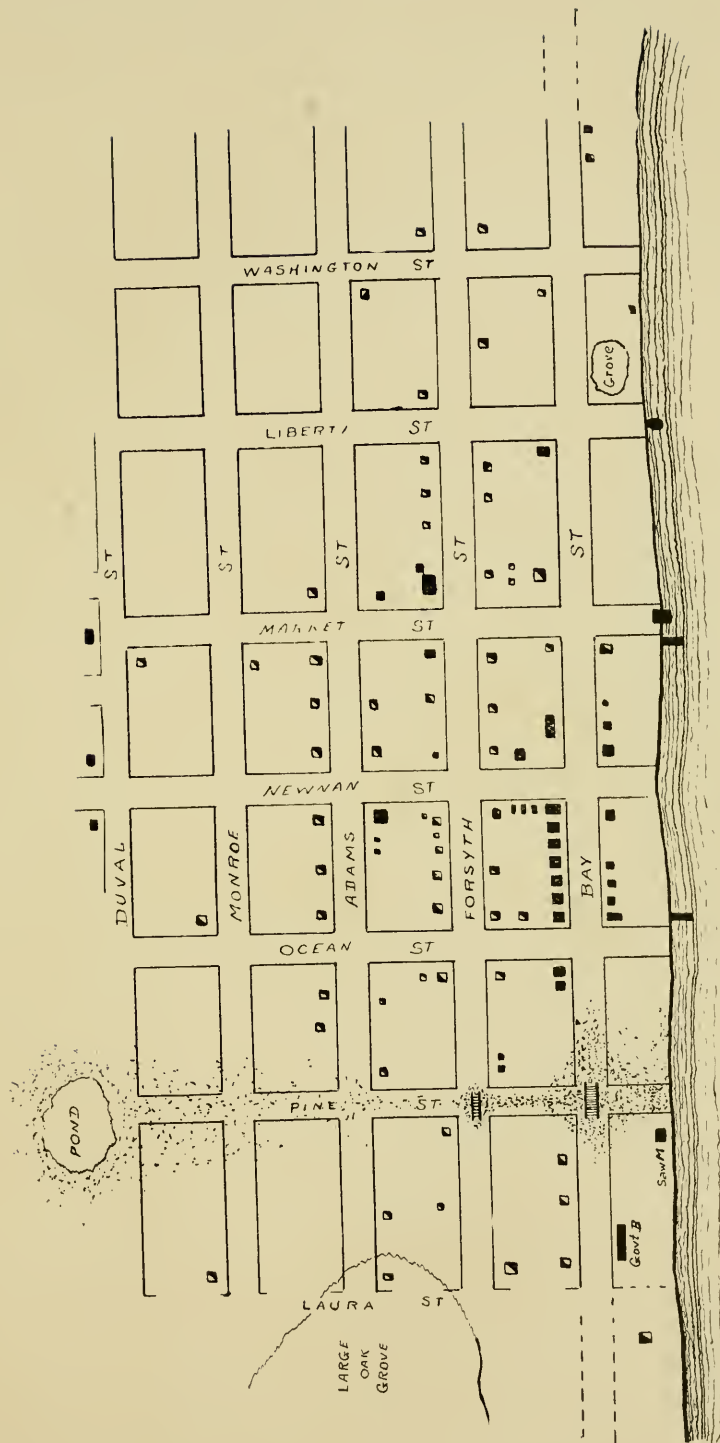 WASHINGTON ST
LIBERTY ST
ST
ST
ST
ST
ST
MARKET ST
NEWNAN ST
DUVAL
MONROE
ADAMS
FORSYTH
BAY
OCEAN ST
PINE ST
LAURA ST
POND
Grove
Saw M
Govt B
LARGE
OAK
GROVE